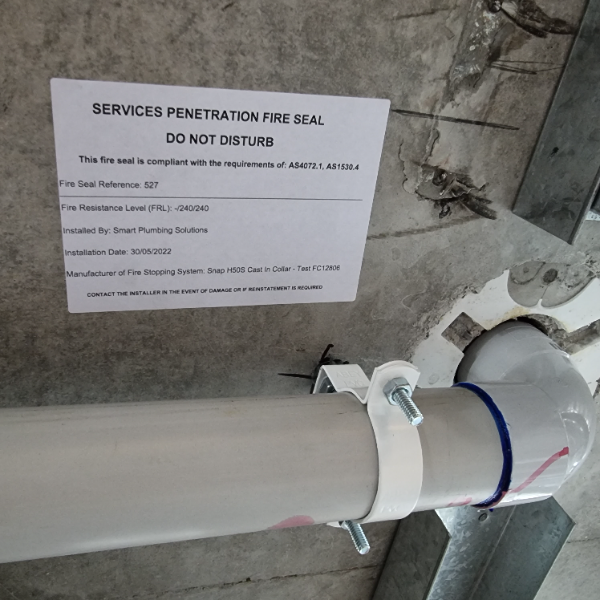 SERVICES PENETRATION FIRE SEAL
DO NOT DISTURB
This fire seal is compliant with the requirements of: AS4072.1, AS1530.4
Fire Seal Reference: 527
Fire Resistance Level (FRL): -/240/240
Installed By: Smart Plumbing Solutions
Installation Date: 30/05/2022
Manufacturer of Fire Stopping System: Snap H50S Cast in Collar - Test FC12806
CONTACT THE INSTALLER IN THE EVENT OF DAMAGE OR IF REINSTATEMENT IS REQUIRED